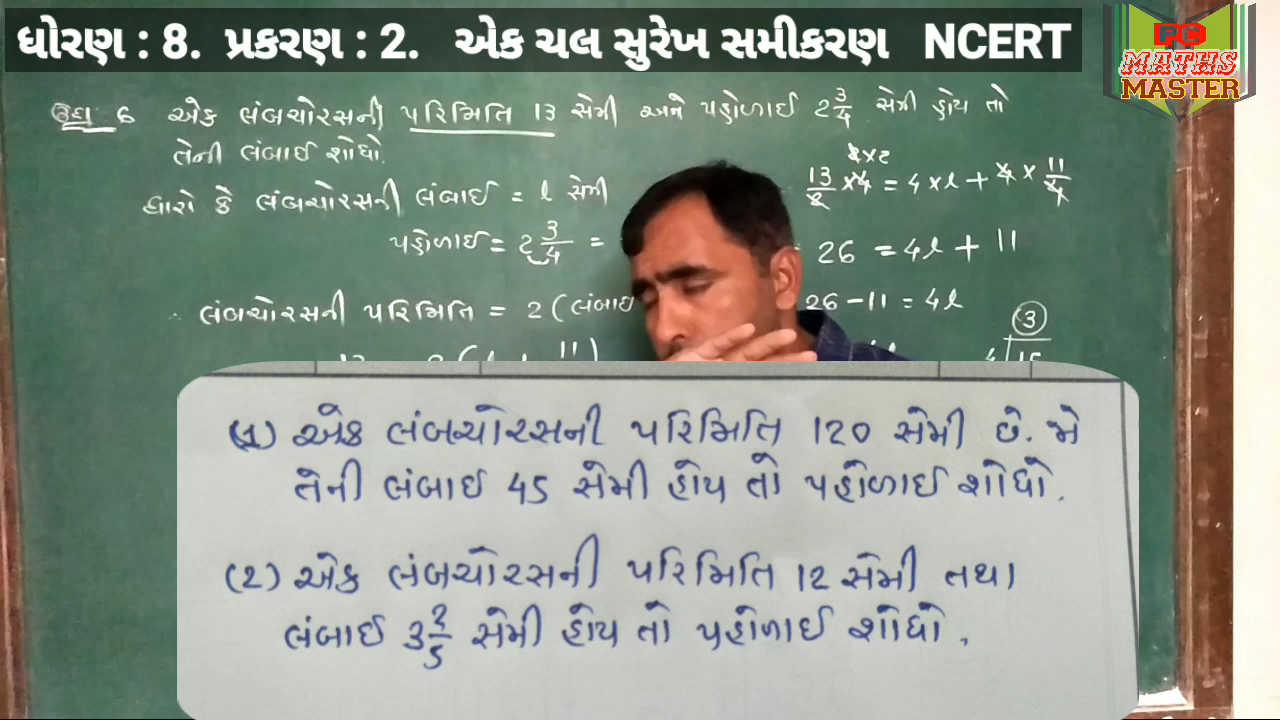 ધોરણ : 8. પ્રકરણ : 2. એક ચલ સુરેખ સમીકરણ NCERT
PC
MATHS
MASTER
6 એક લંબચોરસની પરિમિતિ 13 સેમી અને પહોળાઈ 2 3/4 સેમી હોય તો
તેની લંબાઈ શોધો.
ધારો કે લંબચોરસની લંબાઈ = l સેમી
પહોળાઈ = 2 3/4 =
∴ લંબચોરસની પરિમિતિ = 2 (લંબાઈ
13/2 × 4 = 4 × l + 4 × 11/4
26 = 4l + 11
26 - 11 = 4l
3
(1) એક લંબચોરસની પરિમિતિ 120 સેમી છે. જો
તેની લંબાઈ 45 સેમી હોય તો પહોળાઈ શોધો.
(2) એક લંબચોરસની પરિમિતિ 12 સેમી તથા
લંબાઈ 3 2/5 સેમી હોય તો પહોળાઈ શોધો.